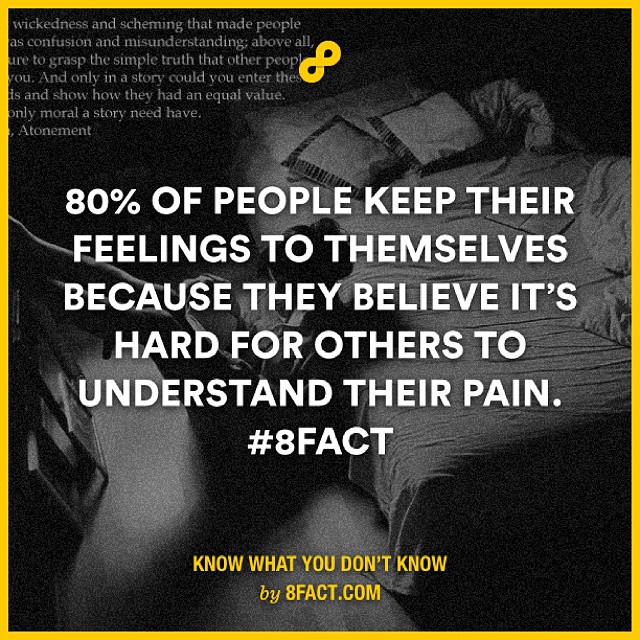 wickedness and scheming that made people
as confusion and misunderstanding; above all,
ure to grasp the simple truth that other peopl
you. And only in a story could you enter thes
ds and show how they had an equal value.
only moral a story need have.
, Atonement
80% OF PEOPLE KEEP THEIR
FEELINGS TO THEMSELVES
BECAUSE THEY BELIEVE IT'S
HARD FOR OTHERS TO
UNDERSTAND THEIR PAIN.
#8FACT
KNOW WHAT YOU DON'T KNOW
by 8FACT.COM